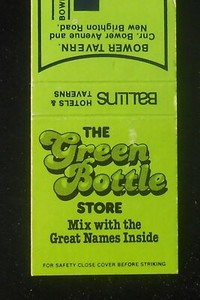 BOWER TAVERN.
Cnr. Bower Avenue and
New Brighton Road.
Ballins
HOTELS &
TAVERNS
THE
Green
Bottle
STORE
Mix with the
Great Names Inside
FOR SAFETY CLOSE COVER BEFORE STRIKING